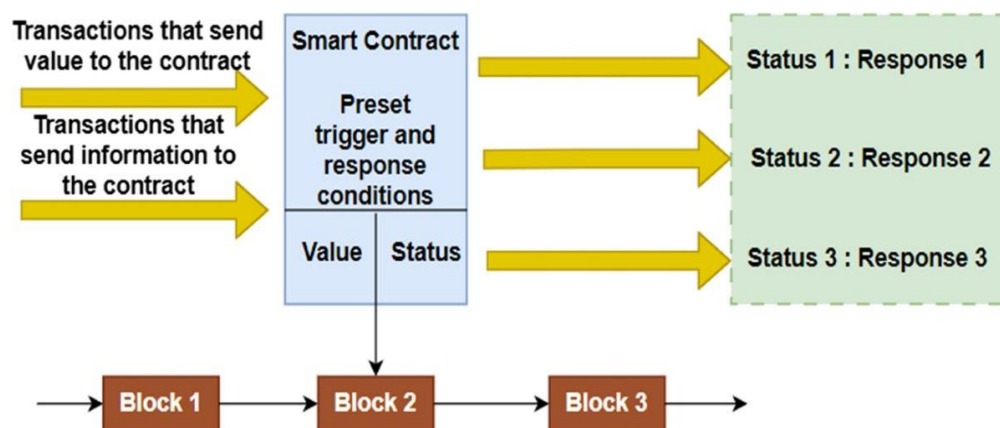 Transactions that send
value to the contract
Transactions that
send information to
the contract
Smart Contract
Preset
trigger and
response
conditions
Value
Status
Status 1 : Response 1
Status 2 : Response 2
Status 3 : Response 3
Block 1
Block 2
Block 3